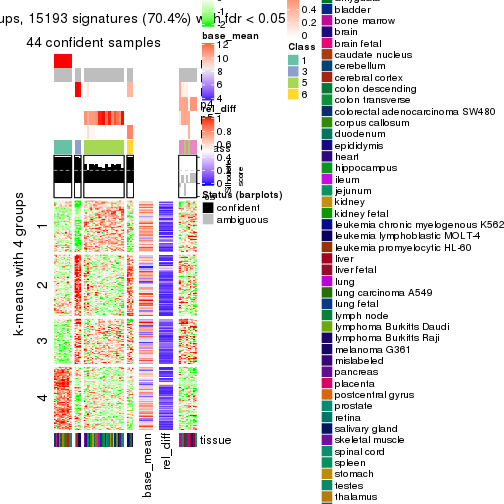 ups, 15193 signatures (70.4%) with fdr < 0.05
44 confident samples
k-means with 4 groups
1
2
3
4
base_mean
rel_diff
tissue
-2
base_mean
12
10
8
6
4
rel_diff
1
0.8
0.6
0.4
0.2
0
Silhouette
score
Status (barplots)
confident
ambiguous
0.4
0.2
0
Class
1
3
5
6
bladder
bone marrow
brain
brain fetal
caudate nucleus
cerebellum
cerebral cortex
colon descending
colon transverse
colorectal adenocarcinoma SW480
corpus callosum
duodenum
epididymis
heart
hippocampus
ileum
jejunum
kidney
kidney fetal
leukemia chronic myelogenous K562
leukemia lymphoblastic MOLT-4
leukemia promyelocytic HL-60
liver
liver fetal
lung
lung carcinoma A549
lung fetal
lymph node
lymphoma Burkitts Daudi
lymphoma Burkitts Raji
melanoma G361
mislabeled
pancreas
placenta
postcentral gyrus
prostate
retina
salivary gland
skeletal muscle
spinal cord
spleen
stomach
testes
thalamus